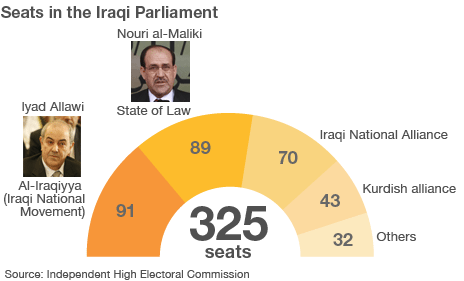 Seats in the Iraqi Parliament
Nouri al-Maliki
State of Law
Iyad Allawi
Al-Iraqiyya
(Iraqi National
Movement)
91
89
70
Iraqi National Alliance
43
Kurdish alliance
32
Others
325
seats
Source: Independent High Electoral Commission